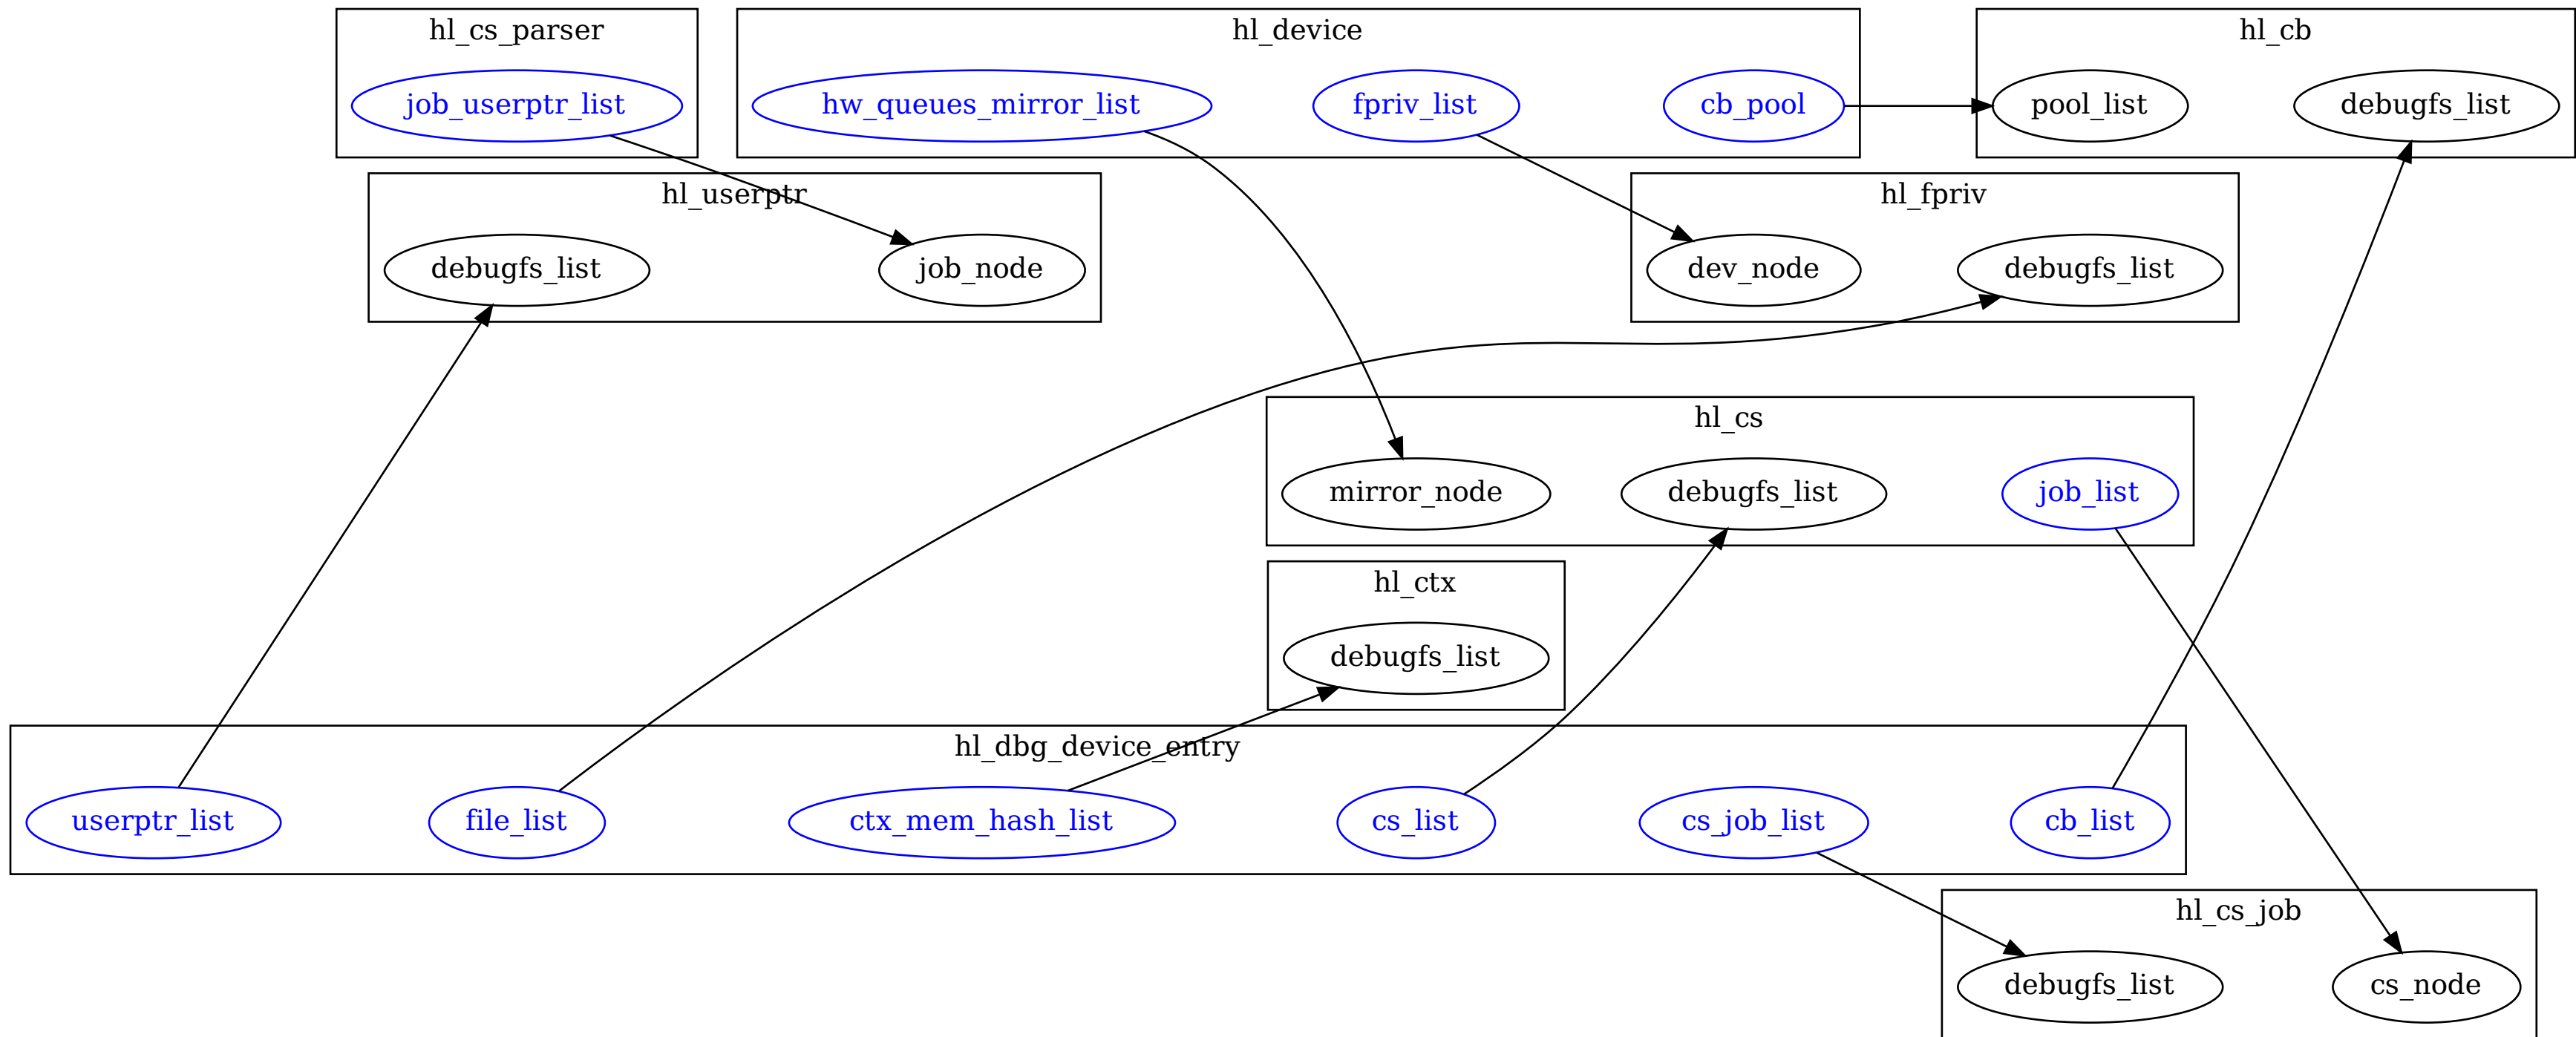 hl_cs_parser
job_userptr_list
hl_device
hw_queues_mirror_list
fpriv_list
cb_pool
hl_cb
pool_list
debugfs_list
hl_userptr
debugfs_list
job_node
hl_fpriv
dev_node
debugfs_list
hl_cs
mirror_node
debugfs_list
job_list
hl_ctx
debugfs_list
hl_dbg_device_entry
userptr_list
file_list
ctx_mem_hash_list
cs_list
cs_job_list
cb_list
hl_cs_job
debugfs_list
cs_node